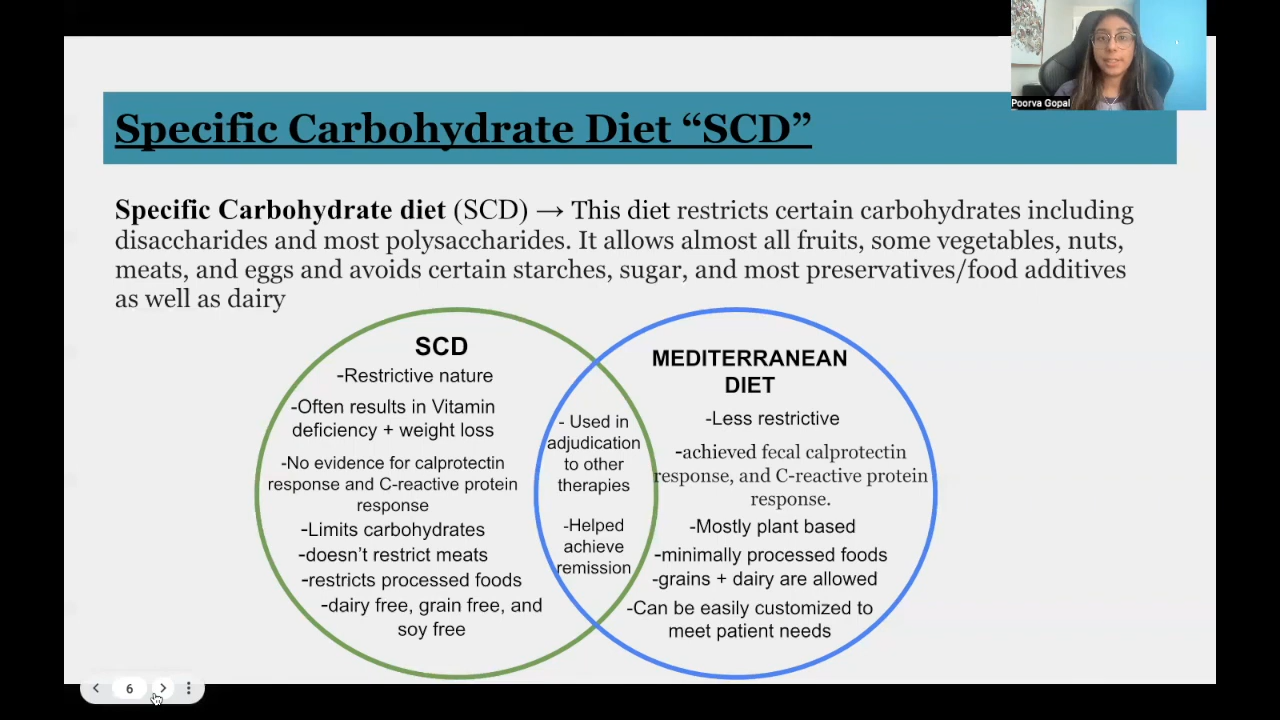 Poorva Gopal
Specific Carbohydrate Diet “SCD”
Specific Carbohydrate diet (SCD) → This diet restricts certain carbohydrates including
disaccharides and most polysaccharides. It allows almost all fruits, some vegetables, nuts,
meats, and eggs and avoids certain starches, sugar, and most preservatives/food additives
as well as dairy
SCD
-Restrictive nature
-Often results in Vitamin
deficiency + weight loss
-No evidence for calprotectin
response and C-reactive protein
response
-Limits carbohydrates
-doesn’t restrict meats
-restricts processed foods
-dairy free, grain free, and
soy free
- Used in
adjudication
to other
therapies
-Helped
achieve
remission
MEDITERRANEAN
DIET
-Less restrictive
-achieved fecal calprotectin
response, and C-reactive protein
response.
-Mostly plant based
-minimally processed foods
-grains + dairy are allowed
-Can be easily customized to
meet patient needs
6